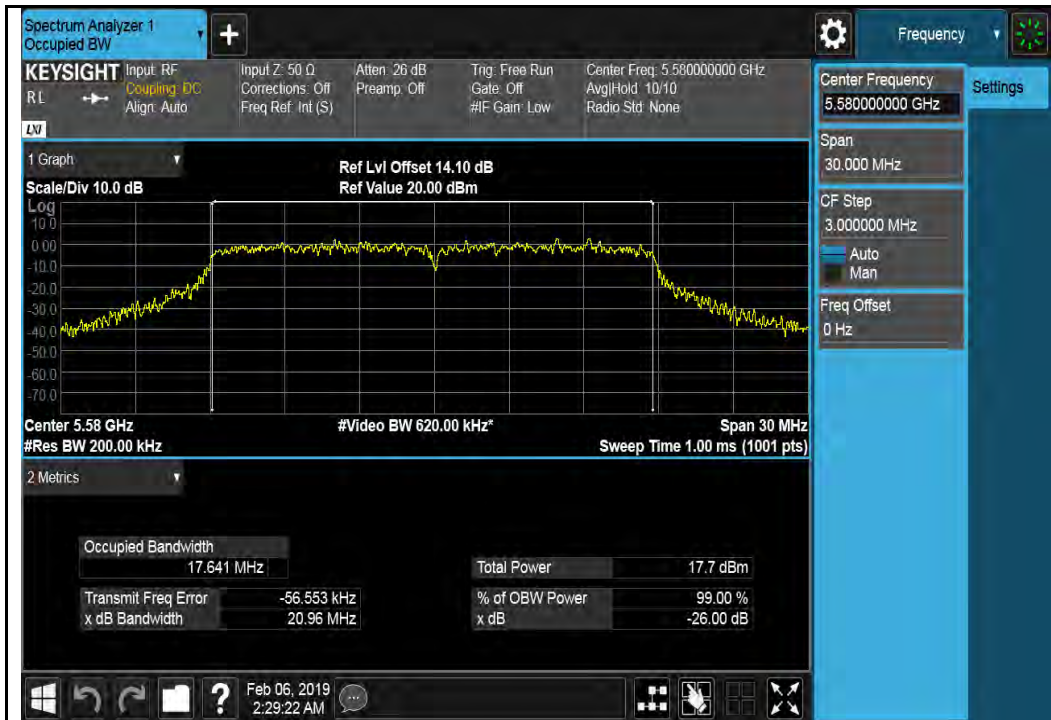 Spectrum Analyzer 1
Occupied BW
+
Frequency
KEYSIGHT
R L
LXI
Input: RF
Coupling: DC
Align: Auto
Input Z: 50 Ω
Corrections: Off
Freq Ref: Int (S)
Atten: 26 dB
Preamp: Off
Trig: Free Run
Gate: Off
#IF Gain: Low
Center Freq: 5.580000000 GHz
Avg|Hold: 10/10
Radio Std: None
Center Frequency
5.580000000 GHz
Settings
Span
30.000 MHz
CF Step
3.000000 MHz
Auto
Man
Freq Offset
0 Hz
1 Graph
Scale/Div 10.0 dB
Ref Lvl Offset 14.10 dB
Ref Value 20.00 dBm
Log
10.0
0.00
-10.0
-20.0
-30.0
-40.0
-50.0
-60.0
-70.0
Center 5.58 GHz
#Res BW 200.00 kHz
#Video BW 620.00 kHz*
Span 30 MHz
Sweep Time 1.00 ms (1001 pts)
2 Metrics
Occupied Bandwidth
17.641 MHz
Transmit Freq Error -56.553 kHz
x dB Bandwidth 20.96 MHz
Total Power 17.7 dBm
% of OBW Power 99.00 %
x dB -26.00 dB
?
Feb 06, 2019
2:29:22 AM